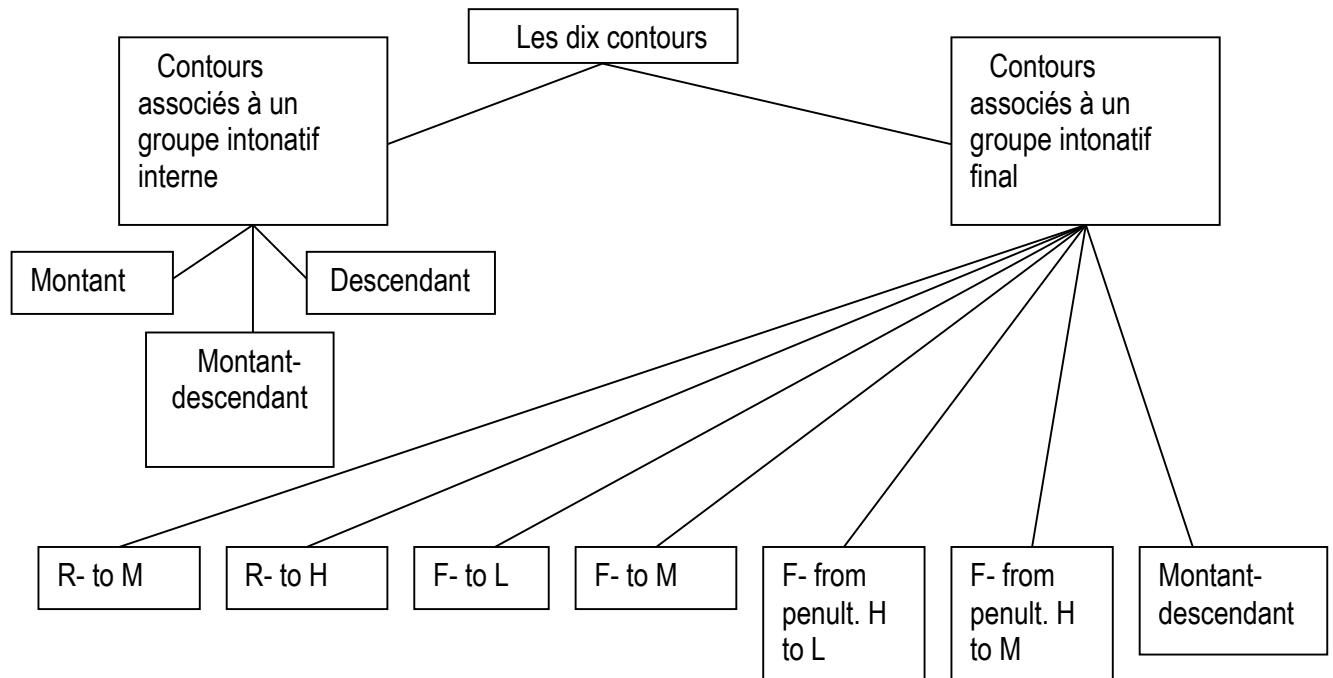 Les dix contours
Contours
associés à un
groupe intonatif
interne
Contours
associés à un
groupe intonatif
final
Montant
Descendant
Montant-
descendant
R- to M
R- to H
F- to L
F- to M
F- from
penult. H
to L
F- from
penult. H
to M
Montant-
descendant